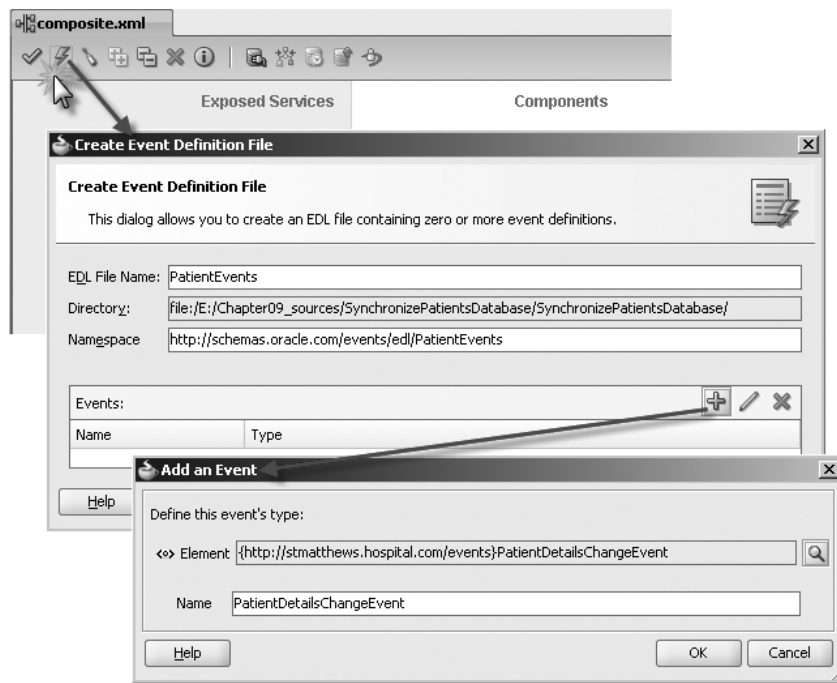 composite.xml
Exposed Services
Components
Create Event Definition File
Create Event Definition File
This dialog allows you to create an EDL file containing zero or more event definitions.
EDL File Name: PatientEvents
Directory: file:/E:/Chapter09_sources/SynchronizePatientsDatabase/SynchronizePatientsDatabase/
Namespace http://schemas.oracle.com/events/edl/PatientEvents
Events:
Name Type
Help
Add an Event
Define this event's type:
<o> Element {http://stmatthews.hospital.com/events}PatientDetailsChangeEvent
Name PatientDetailsChangeEvent
Help OK Cancel